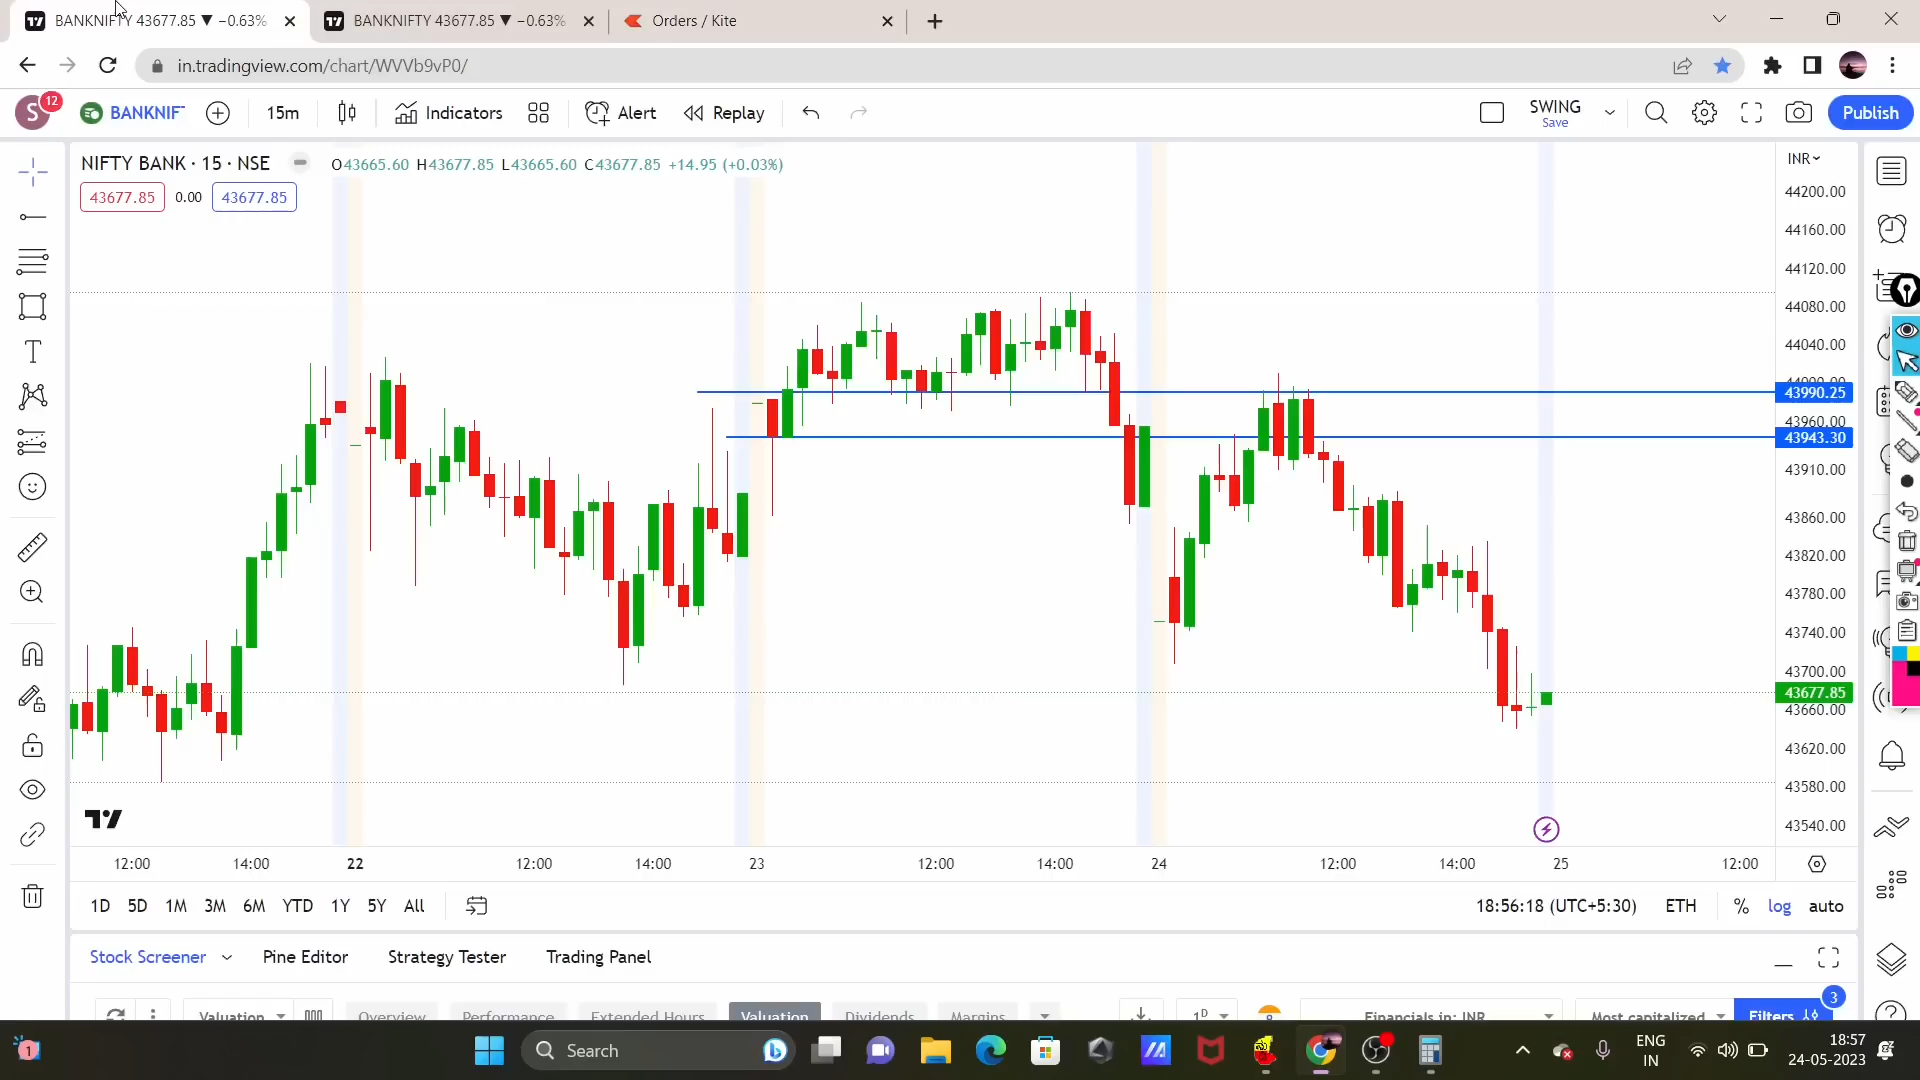 BANKNIFTY 43677.85 ▼ −0.63%
BANKNIFTY 43677.85 ▼ −0.63%
Orders / Kite
in.tradingview.com/chart/WVVb9vP0/
S
12
BANKNIF
15m
Indicators
Alert
Replay
SWING
Save
Publish
NIFTY BANK · 15 · NSE
O43665.60 H43677.85 L43665.60 C43677.85 +14.95 (+0.03%)
43677.85
0.00
43677.85
INR
44200.00
44160.00
44120.00
44080.00
44040.00
44000.00
43990.25
43960.00
43943.30
43910.00
43860.00
43820.00
43780.00
43740.00
43700.00
43677.85
43660.00
43620.00
43580.00
43540.00
12:00
14:00
22
12:00
14:00
23
12:00
14:00
24
12:00
14:00
25
12:00
1D 5D 1M 3M 6M YTD 1Y 5Y All
18:56:18 (UTC+5:30)
ETH
%
log
auto
Stock Screener
Pine Editor
Strategy Tester
Trading Panel
3
Valuation
Overview
Performance
Extended Hours
Valuation
Dividends
Margins
1D
Financials in: INR
Most capitalized
Filters
1
Search
ENG
IN
18:57
24-05-2023